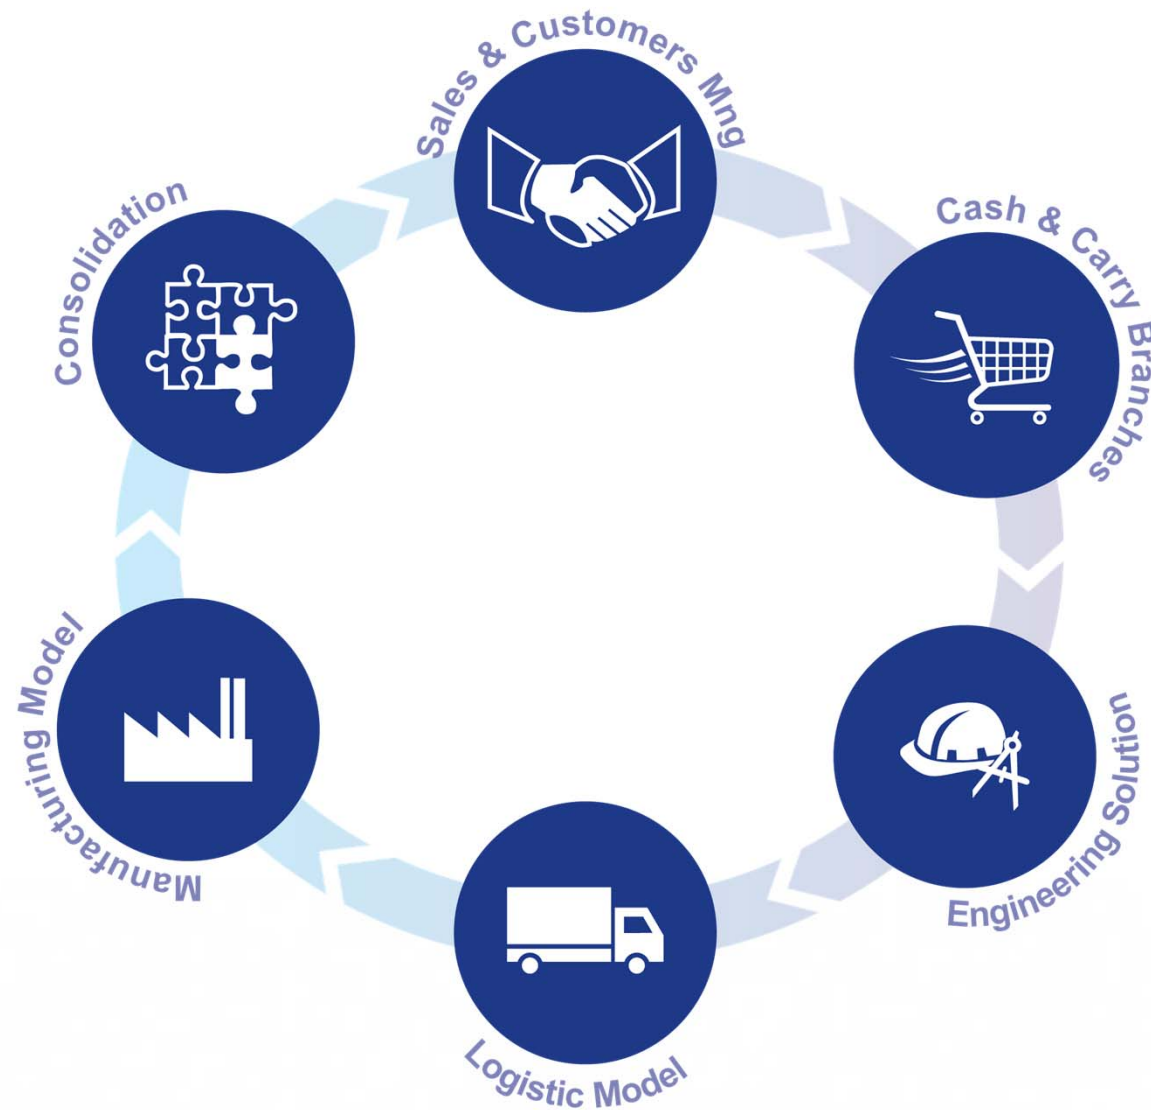 Sales & Customers Mng
Cash & Carry Branches
Engineering Solution
Logistic Model
Manufacturing Model
Consolidation